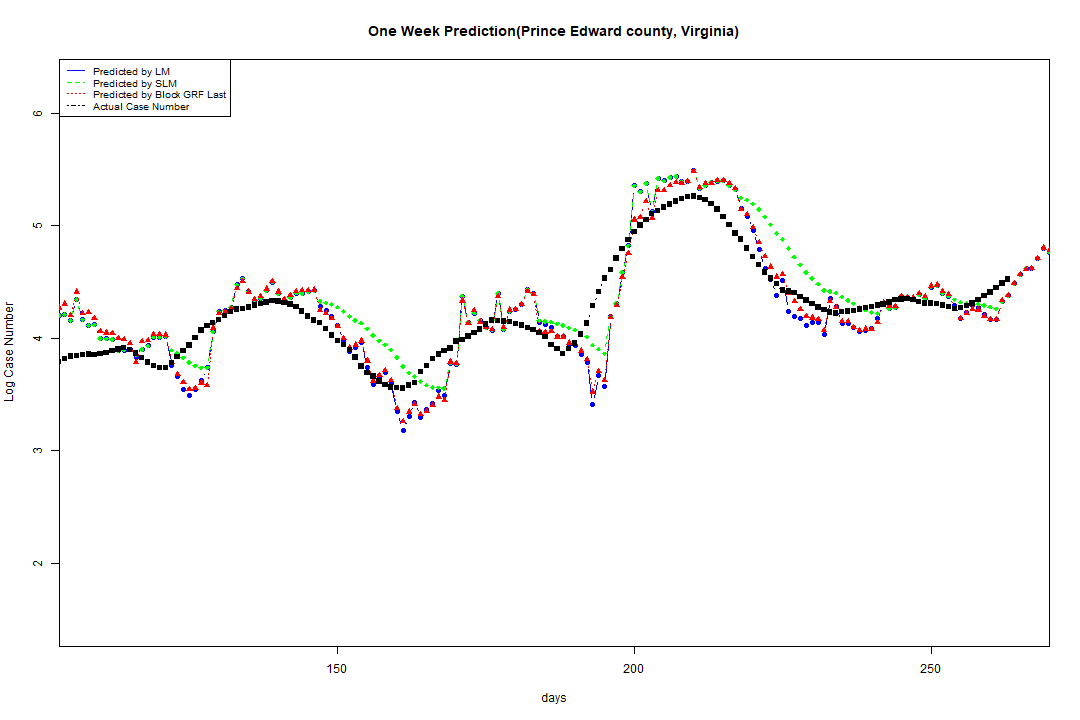 One Week Prediction(Prince Edward county, Virginia)
Predicted by LM
Predicted by SLM
Predicted by Block GRF Last
Actual Case Number
6
5
4
3
2
Log Case Number
150
200
250
days